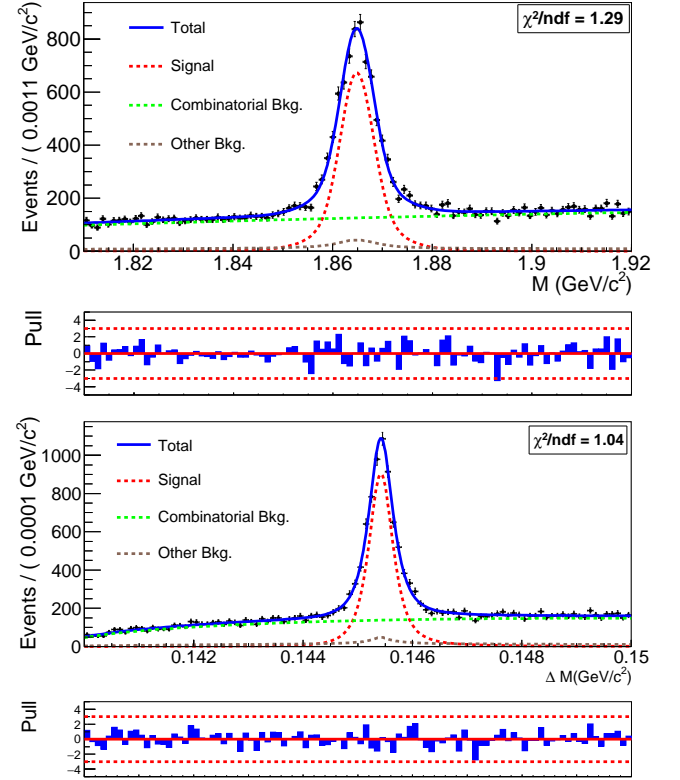 χ²/ndf = 1.29
Total
Signal
Combinatorial Bkg.
Other Bkg.
Events / ( 0.0011 GeV/c²)
0
200
400
600
800
1.82 1.84 1.86 1.88 1.9 1.92
M (GeV/c²)
Pull
4
2
0
−2
−4
χ²/ndf = 1.04
Total
Signal
Combinatorial Bkg.
Other Bkg.
Events / ( 0.0001 GeV/c²)
1000
800
600
400
200
0
0.142 0.144 0.146 0.148 0.15
Δ M(GeV/c²)
Pull
4
2
0
−2
−4